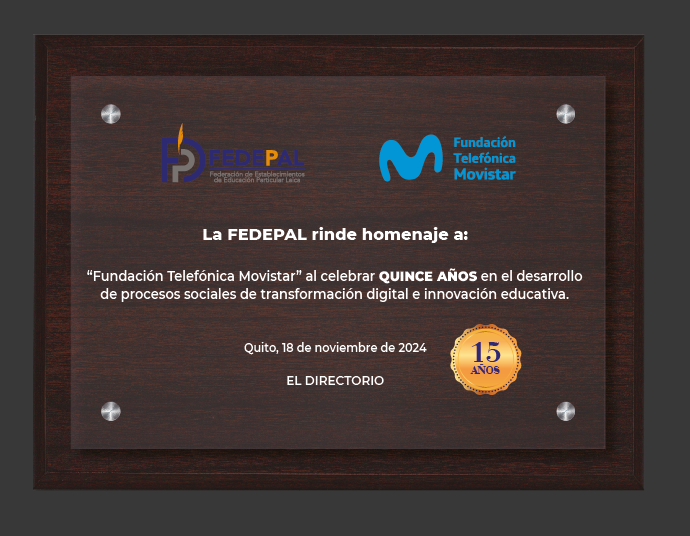 FEDEPAL
Federación de Establecimientos
de Educación Particular Laica
Fundación
Telefónica
Movistar
La FEDEPAL rinde homenaje a:
“Fundación Telefónica Movistar” al celebrar QUINCE AÑOS en el desarrollo
de procesos sociales de transformación digital e innovación educativa.
Quito, 18 de noviembre de 2024
15
AÑOS
EL DIRECTORIO